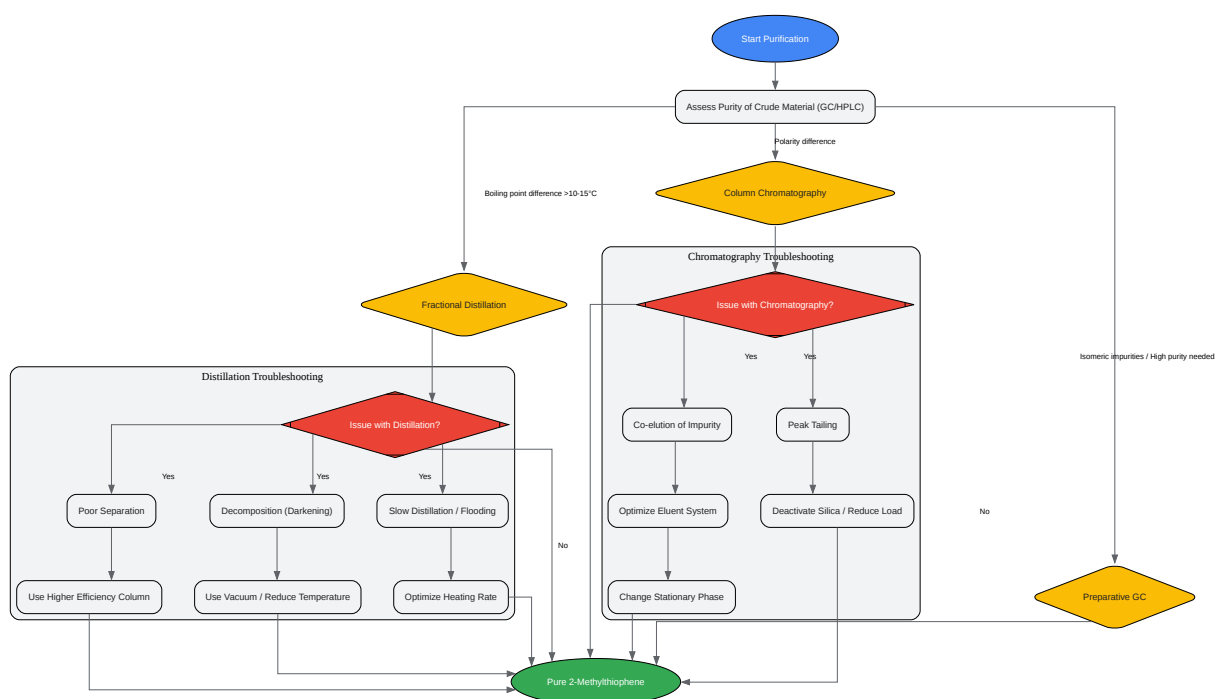 Start Purification
Assess Purity of Crude Material (GC/HPLC)
Polarity difference
Boiling point difference >10-15°C
Column Chromatography
Chromatography Troubleshooting
Fractional Distillation
Issue with Chromatography?
Yes
Yes
Isomeric impurities / High purity needed
Distillation Troubleshooting
Issue with Distillation?
Co-elution of Impurity
Peak Tailing
Yes
Yes
Yes
Poor Separation
Decomposition (Darkening)
Slow Distillation / Flooding
Optimize Eluent System
Deactivate Silica / Reduce Load
No
No
Use Higher Efficiency Column
Use Vacuum / Reduce Temperature
Optimize Heating Rate
Change Stationary Phase
Preparative GC
Pure 2-Methylthiophene